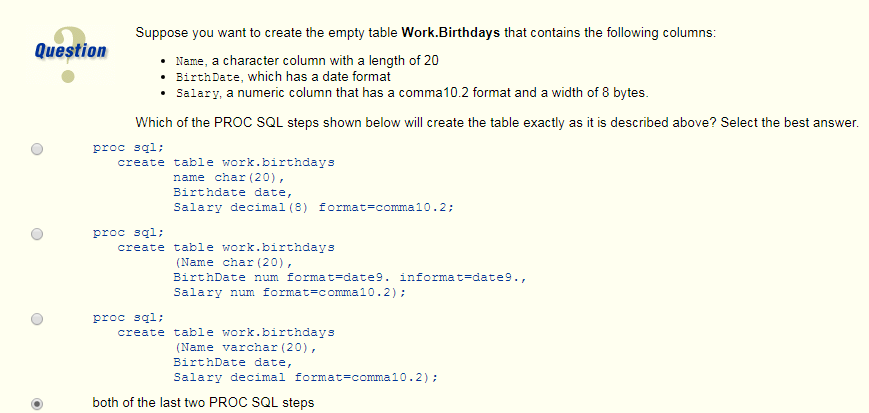 Question
Suppose you want to create the empty table Work.Birthdays that contains the following columns:
• Name, a character column with a length of 20
• BirthDate, which has a date format
• Salary, a numeric column that has a comma10.2 format and a width of 8 bytes.
Which of the PROC SQL steps shown below will create the table exactly as it is described above? Select the best answer.
proc sql;
create table work.birthdays
name char(20),
Birthdate date,
Salary decimal(8) format=comma10.2;
proc sql;
create table work.birthdays
(Name char(20),
BirthDate num format=date9. informat=date9.,
Salary num format=comma10.2);
proc sql;
create table work.birthdays
(Name varchar(20),
BirthDate date,
Salary decimal format=comma10.2);
both of the last two PROC SQL steps